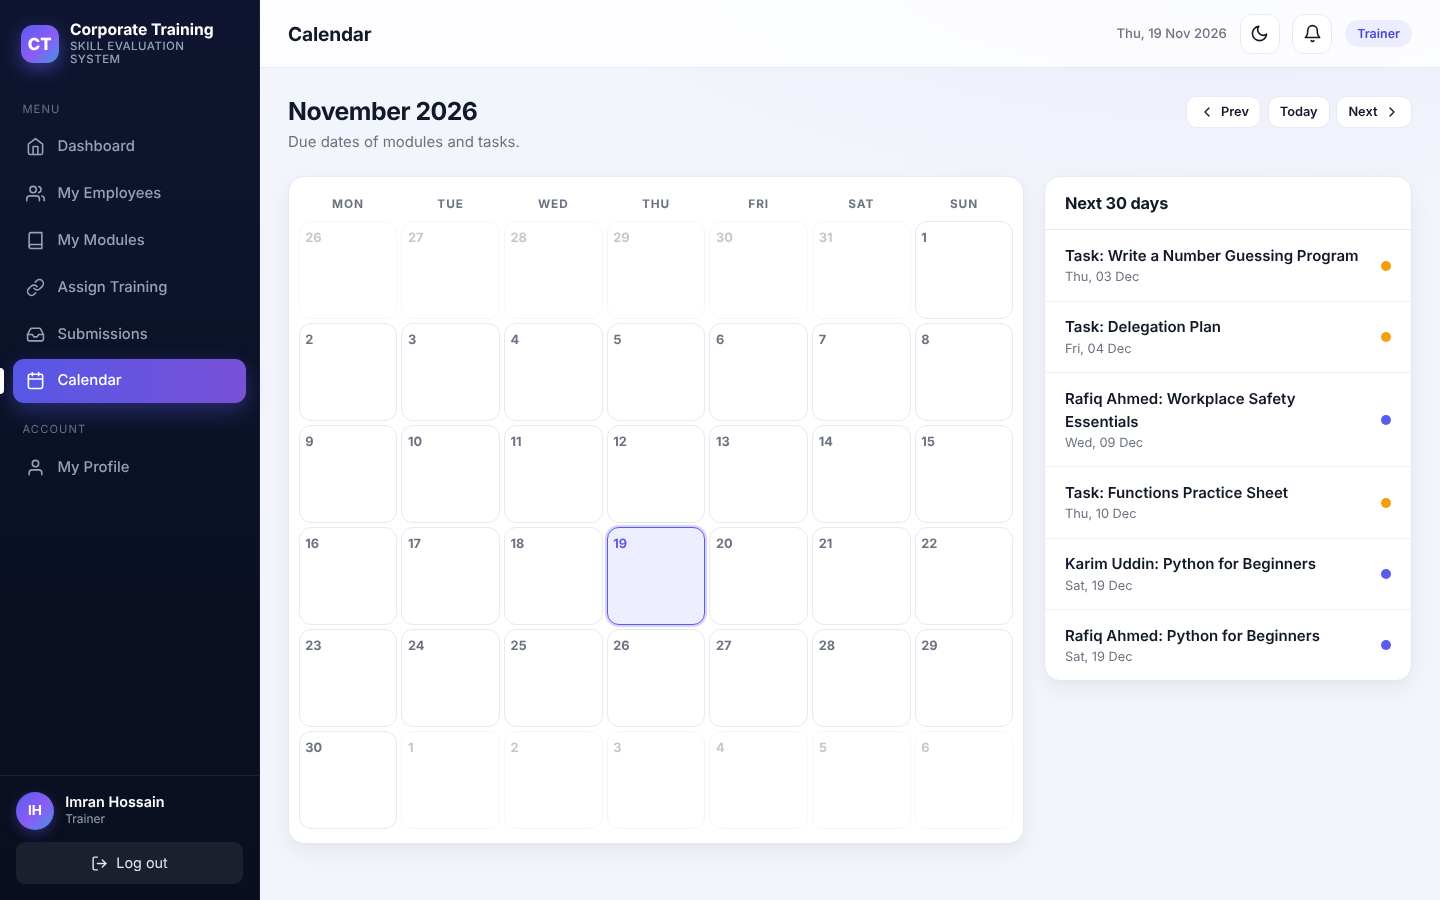 CT
Corporate Training
SKILL EVALUATION
SYSTEM
MENU
Dashboard
My Employees
My Modules
Assign Training
Submissions
Calendar
ACCOUNT
My Profile
IH
Imran Hossain
Trainer
Log out
Calendar
Thu, 19 Nov 2026
Trainer
November 2026
Due dates of modules and tasks.
Prev
Today
Next
MON TUE WED THU FRI SAT SUN
26 27 28 29 30 31 1
2 3 4 5 6 7 8
9 10 11 12 13 14 15
16 17 18 19 20 21 22
23 24 25 26 27 28 29
30 1 2 3 4 5 6
Next 30 days
Task: Write a Number Guessing Program
Thu, 03 Dec
Task: Delegation Plan
Fri, 04 Dec
Rafiq Ahmed: Workplace Safety
Essentials
Wed, 09 Dec
Task: Functions Practice Sheet
Thu, 10 Dec
Karim Uddin: Python for Beginners
Sat, 19 Dec
Rafiq Ahmed: Python for Beginners
Sat, 19 Dec